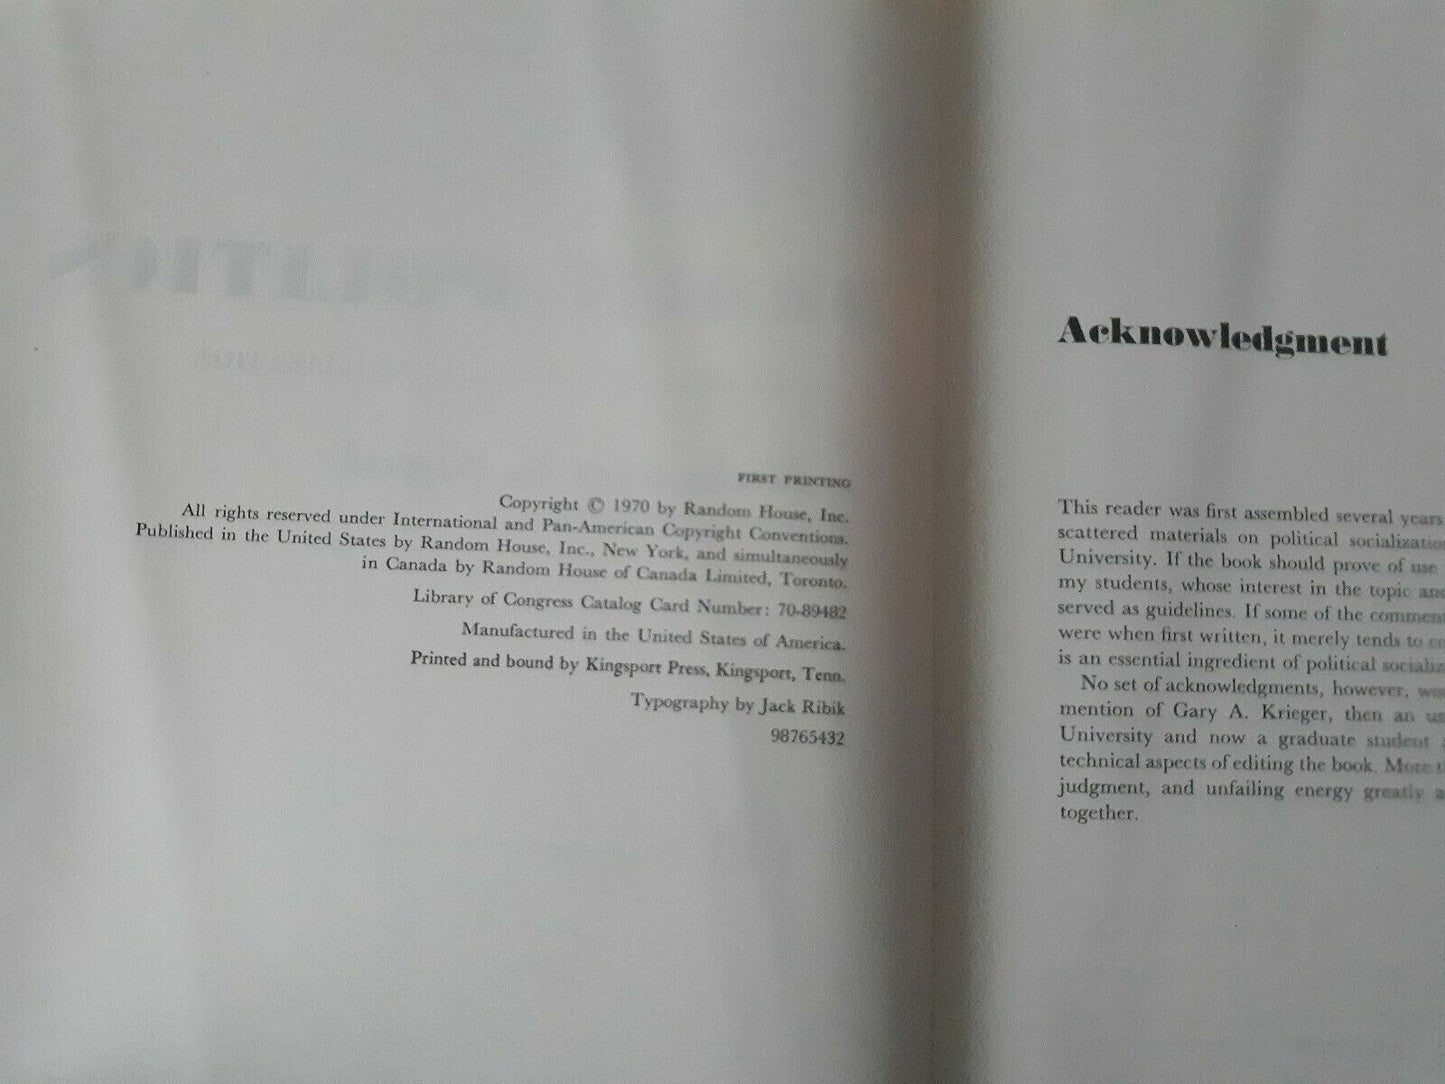 FIRST PRINTING
Copyright © 1970 by Random House, Inc.
All rights reserved under International and Pan-American Copyright Conventions.
Published in the United States by Random House, Inc., New York, and simultaneously
in Canada by Random House of Canada Limited, Toronto.
Library of Congress Catalog Card Number: 70-89482
Manufactured in the United States of America.
Printed and bound by Kingsport Press, Kingsport, Tenn.
Typography by Jack Ribik
98765432
Acknowledgment
This reader was first assembled several years
scattered materials on political
University. If the book should prove of use
my students, whose interest in the topic
served as guidelines. If some of the
were when first written, it merely tends to
is an essential ingredient of political
No set of acknowledgments, however,
mention of Gary A. Krieger, then an
University and now a graduate student
technical aspects of editing the book. More
judgment, and unfailing energy greatly
together.